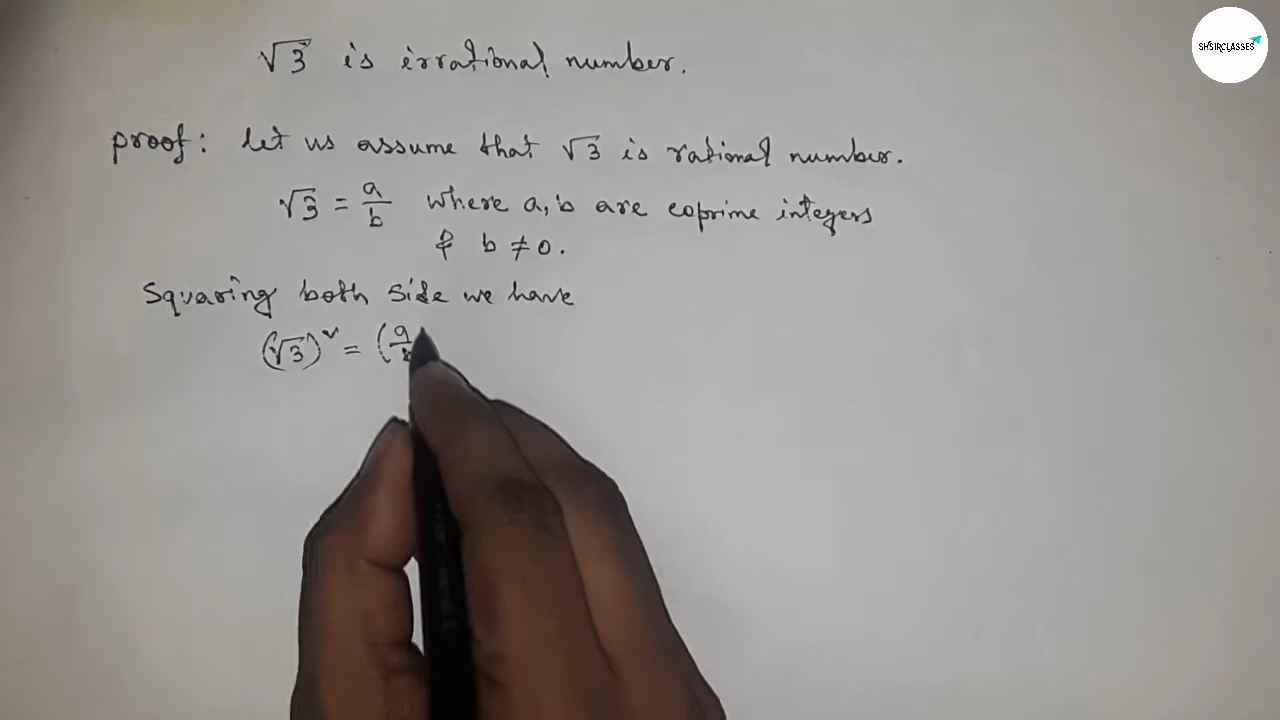 √3 is irrational number.
SHSIRCLASSES
proof: Let us assume that √3 is rational number.
√3 = a/b where a, b are coprime integers
& b ≠ 0.
Squaring both side we have
(√3)² = (a/b